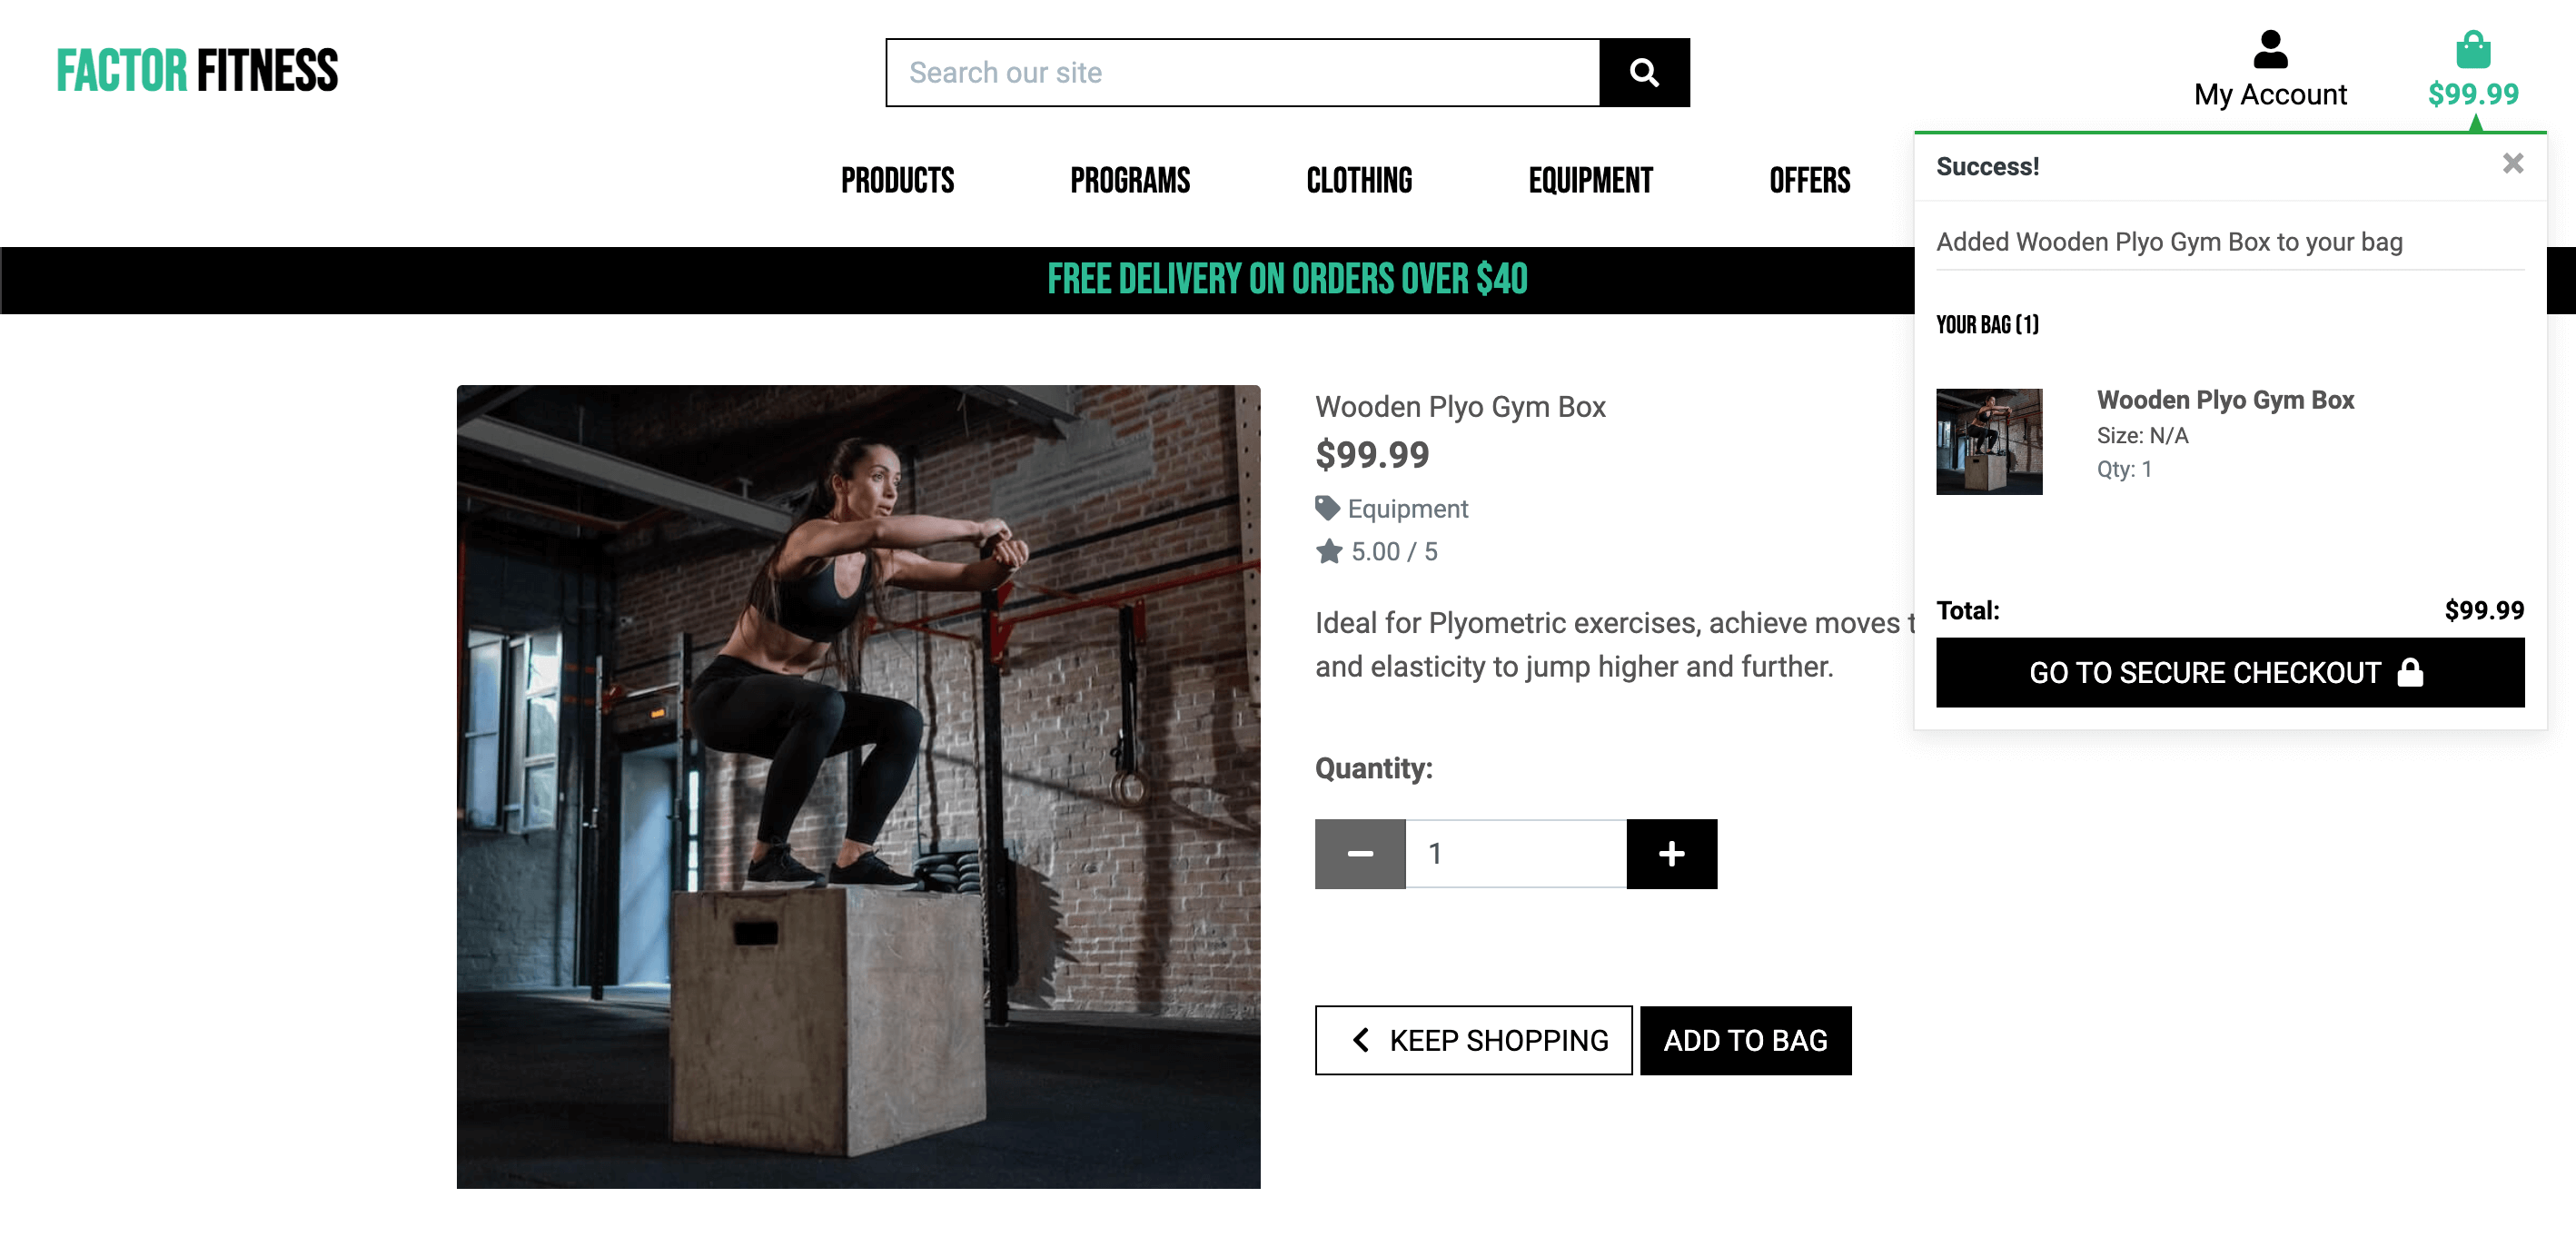 FACTOR FITNESS
Search our site
My Account
$99.99
PRODUCTS
PROGRAMS
CLOTHING
EQUIPMENT
OFFERS
FREE DELIVERY ON ORDERS OVER $40
Wooden Plyo Gym Box
$99.99
Equipment
5.00 / 5
Ideal for Plyometric exercises, achieve moves t
and elasticity to jump higher and further.
Quantity:
1
KEEP SHOPPING
ADD TO BAG
Success!
Added Wooden Plyo Gym Box to your bag
YOUR BAG (1)
Wooden Plyo Gym Box
Size: N/A
Qty: 1
Total: $99.99
GO TO SECURE CHECKOUT